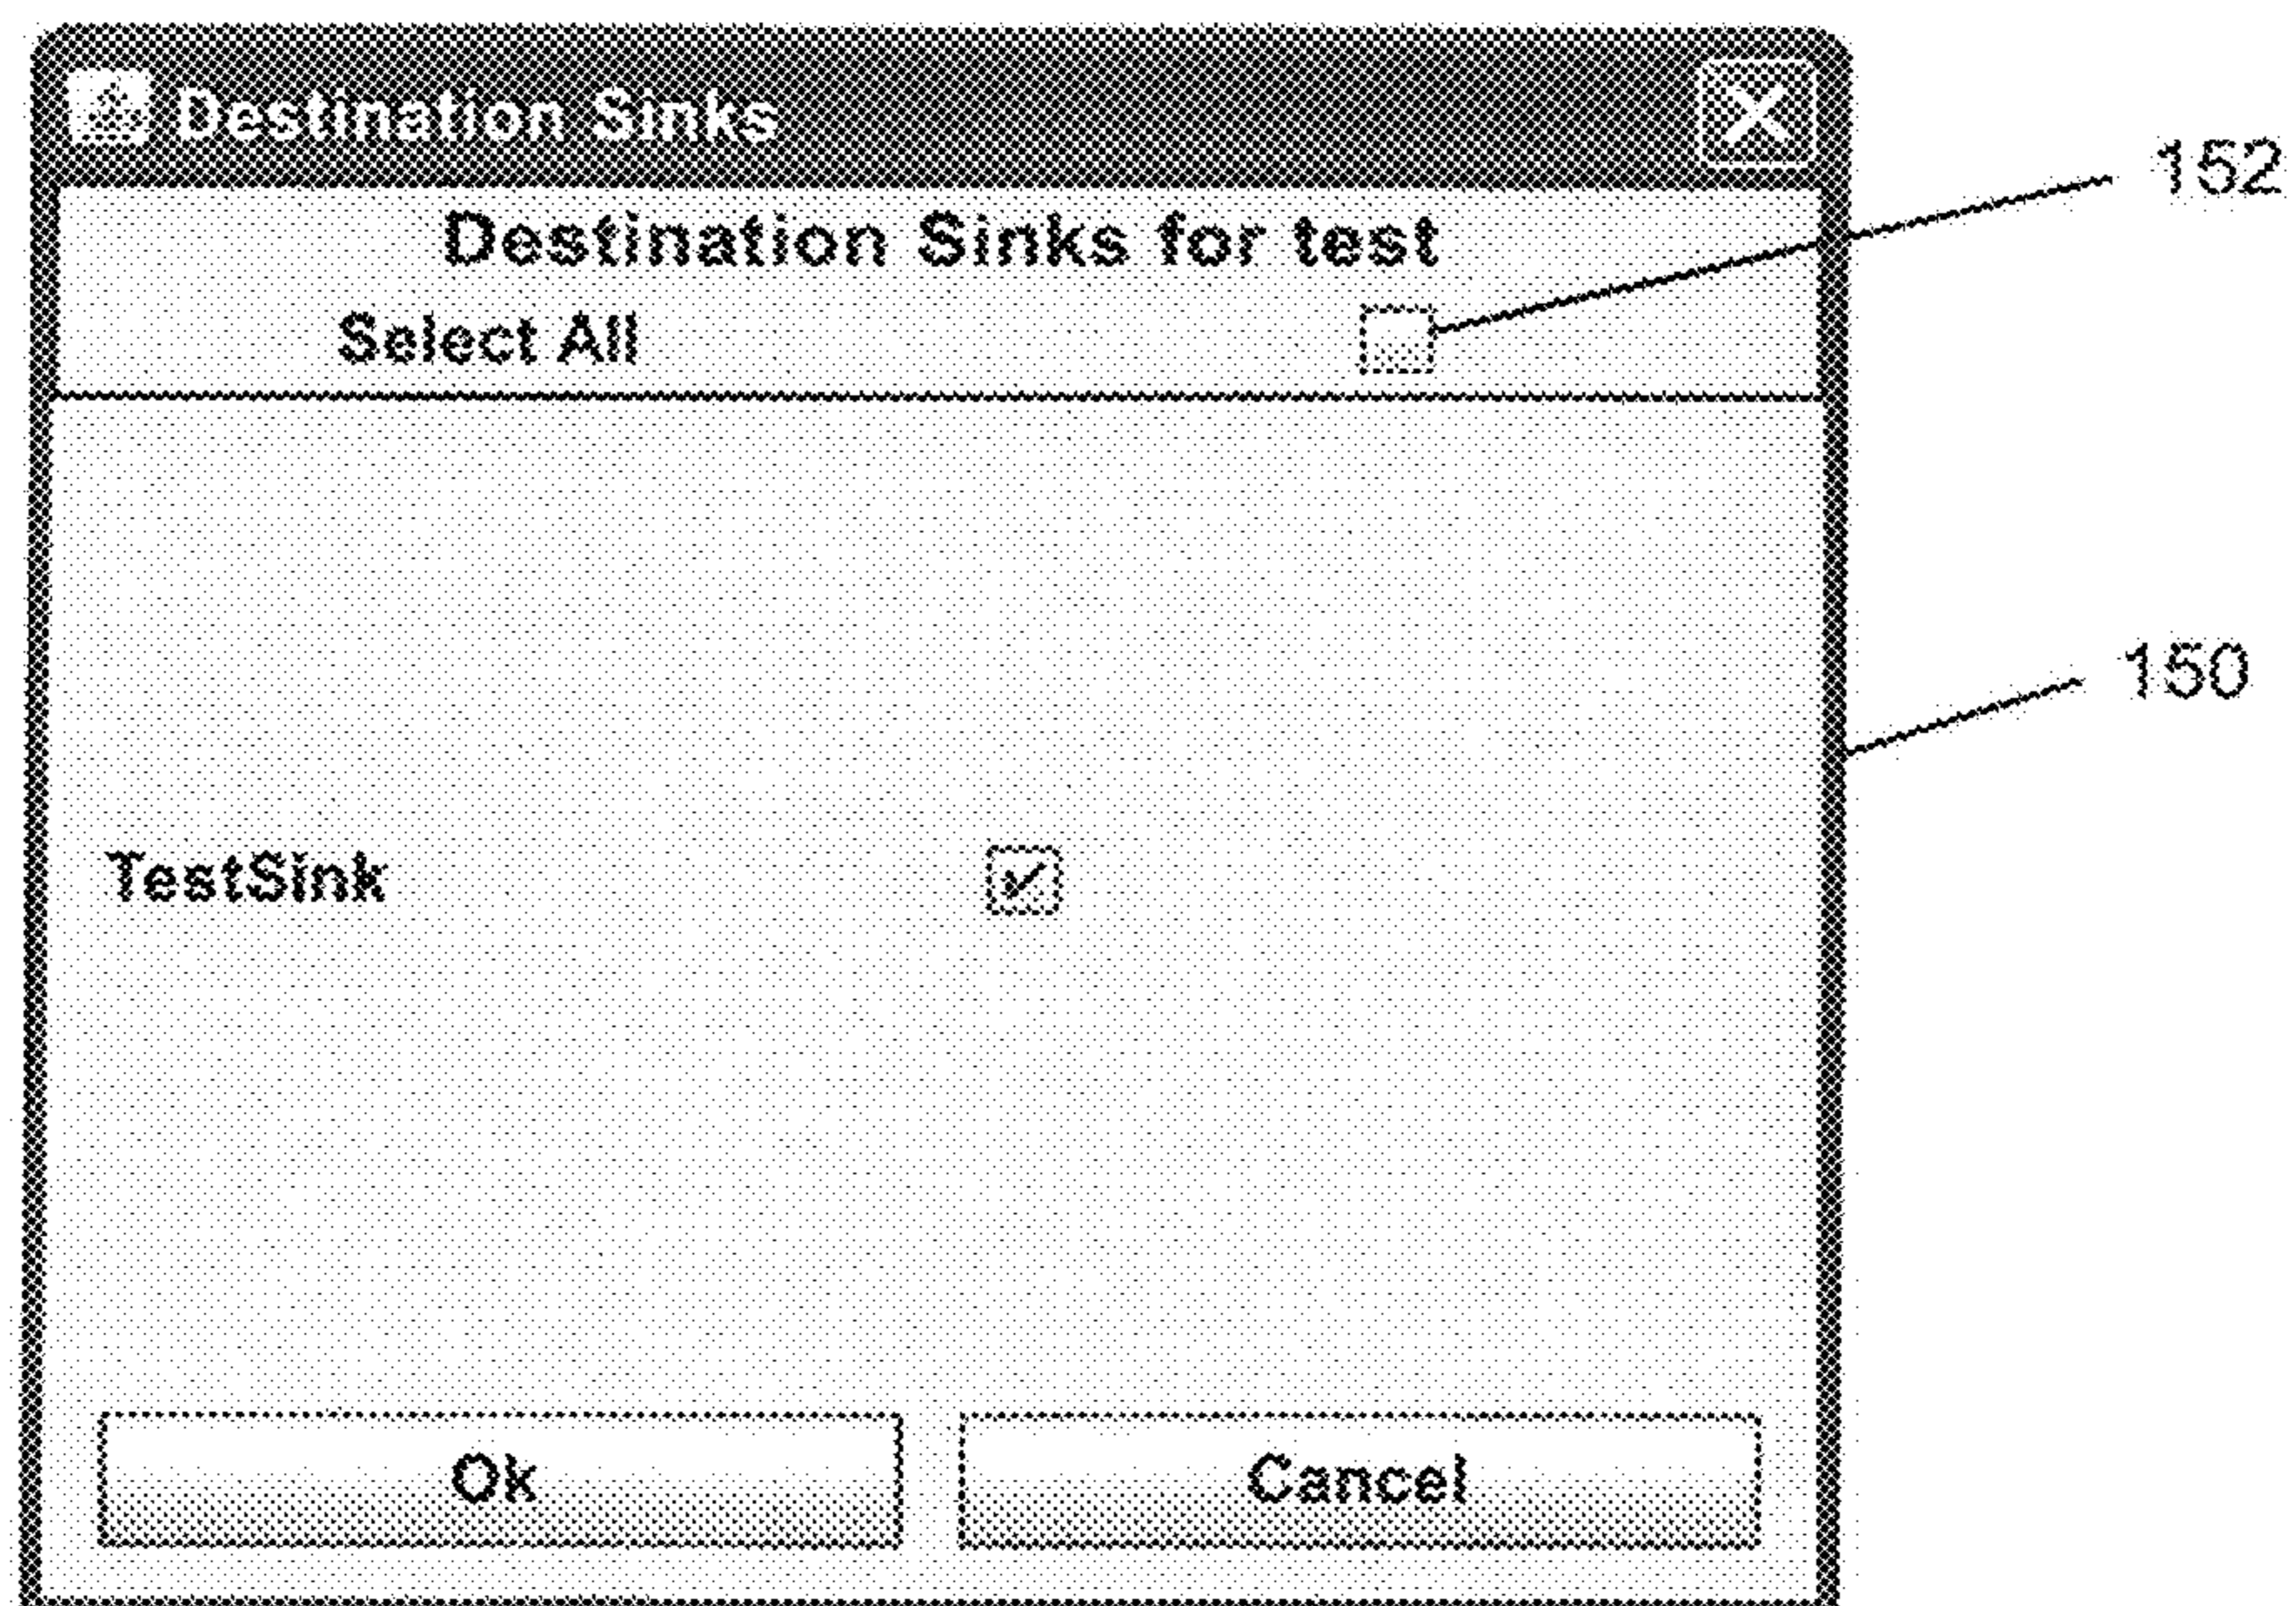 Destination Sinks
152
Destination Sinks for test
Select All
150
TestSink
Ok Cancel